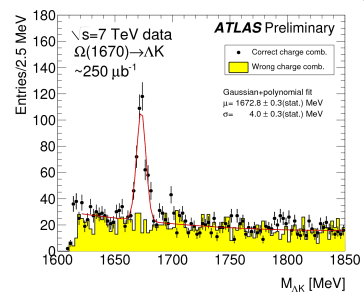 ATLAS Preliminary
\s=7 TeV data
Ω(1670)→ΛK
~250 μb⁻¹
Correct charge comb.
Wrong charge comb.
Gaussian+polynomial fit
μ= 1672.8 ± 0.3(stat.) MeV
σ= 4.0 ± 0.3(stat.) MeV
Entries/2.5 MeV
180
160
140
120
100
80
60
40
20
0
1600 1650 1700 1750 1800 1850
M_ΛK [MeV]